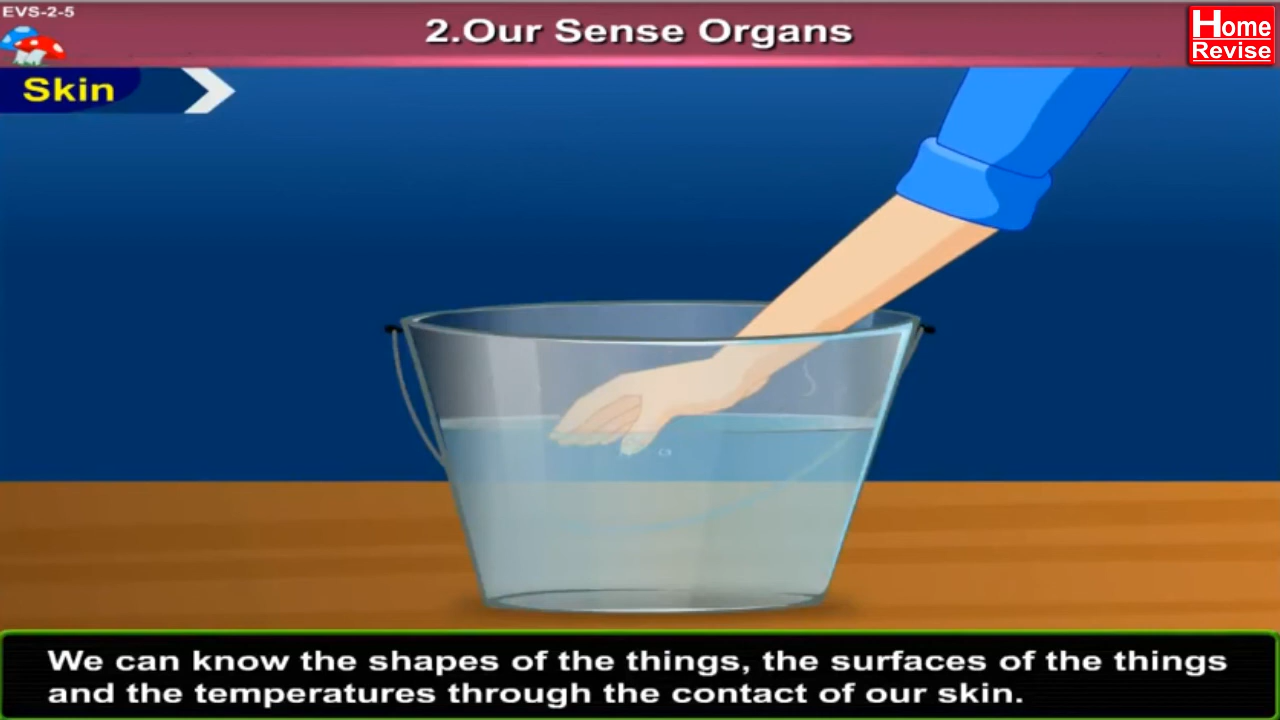 EVS-2-5
2.Our Sense Organs
Home
Revise
Skin
We can know the shapes of the things, the surfaces of the things
and the temperatures through the contact of our skin.